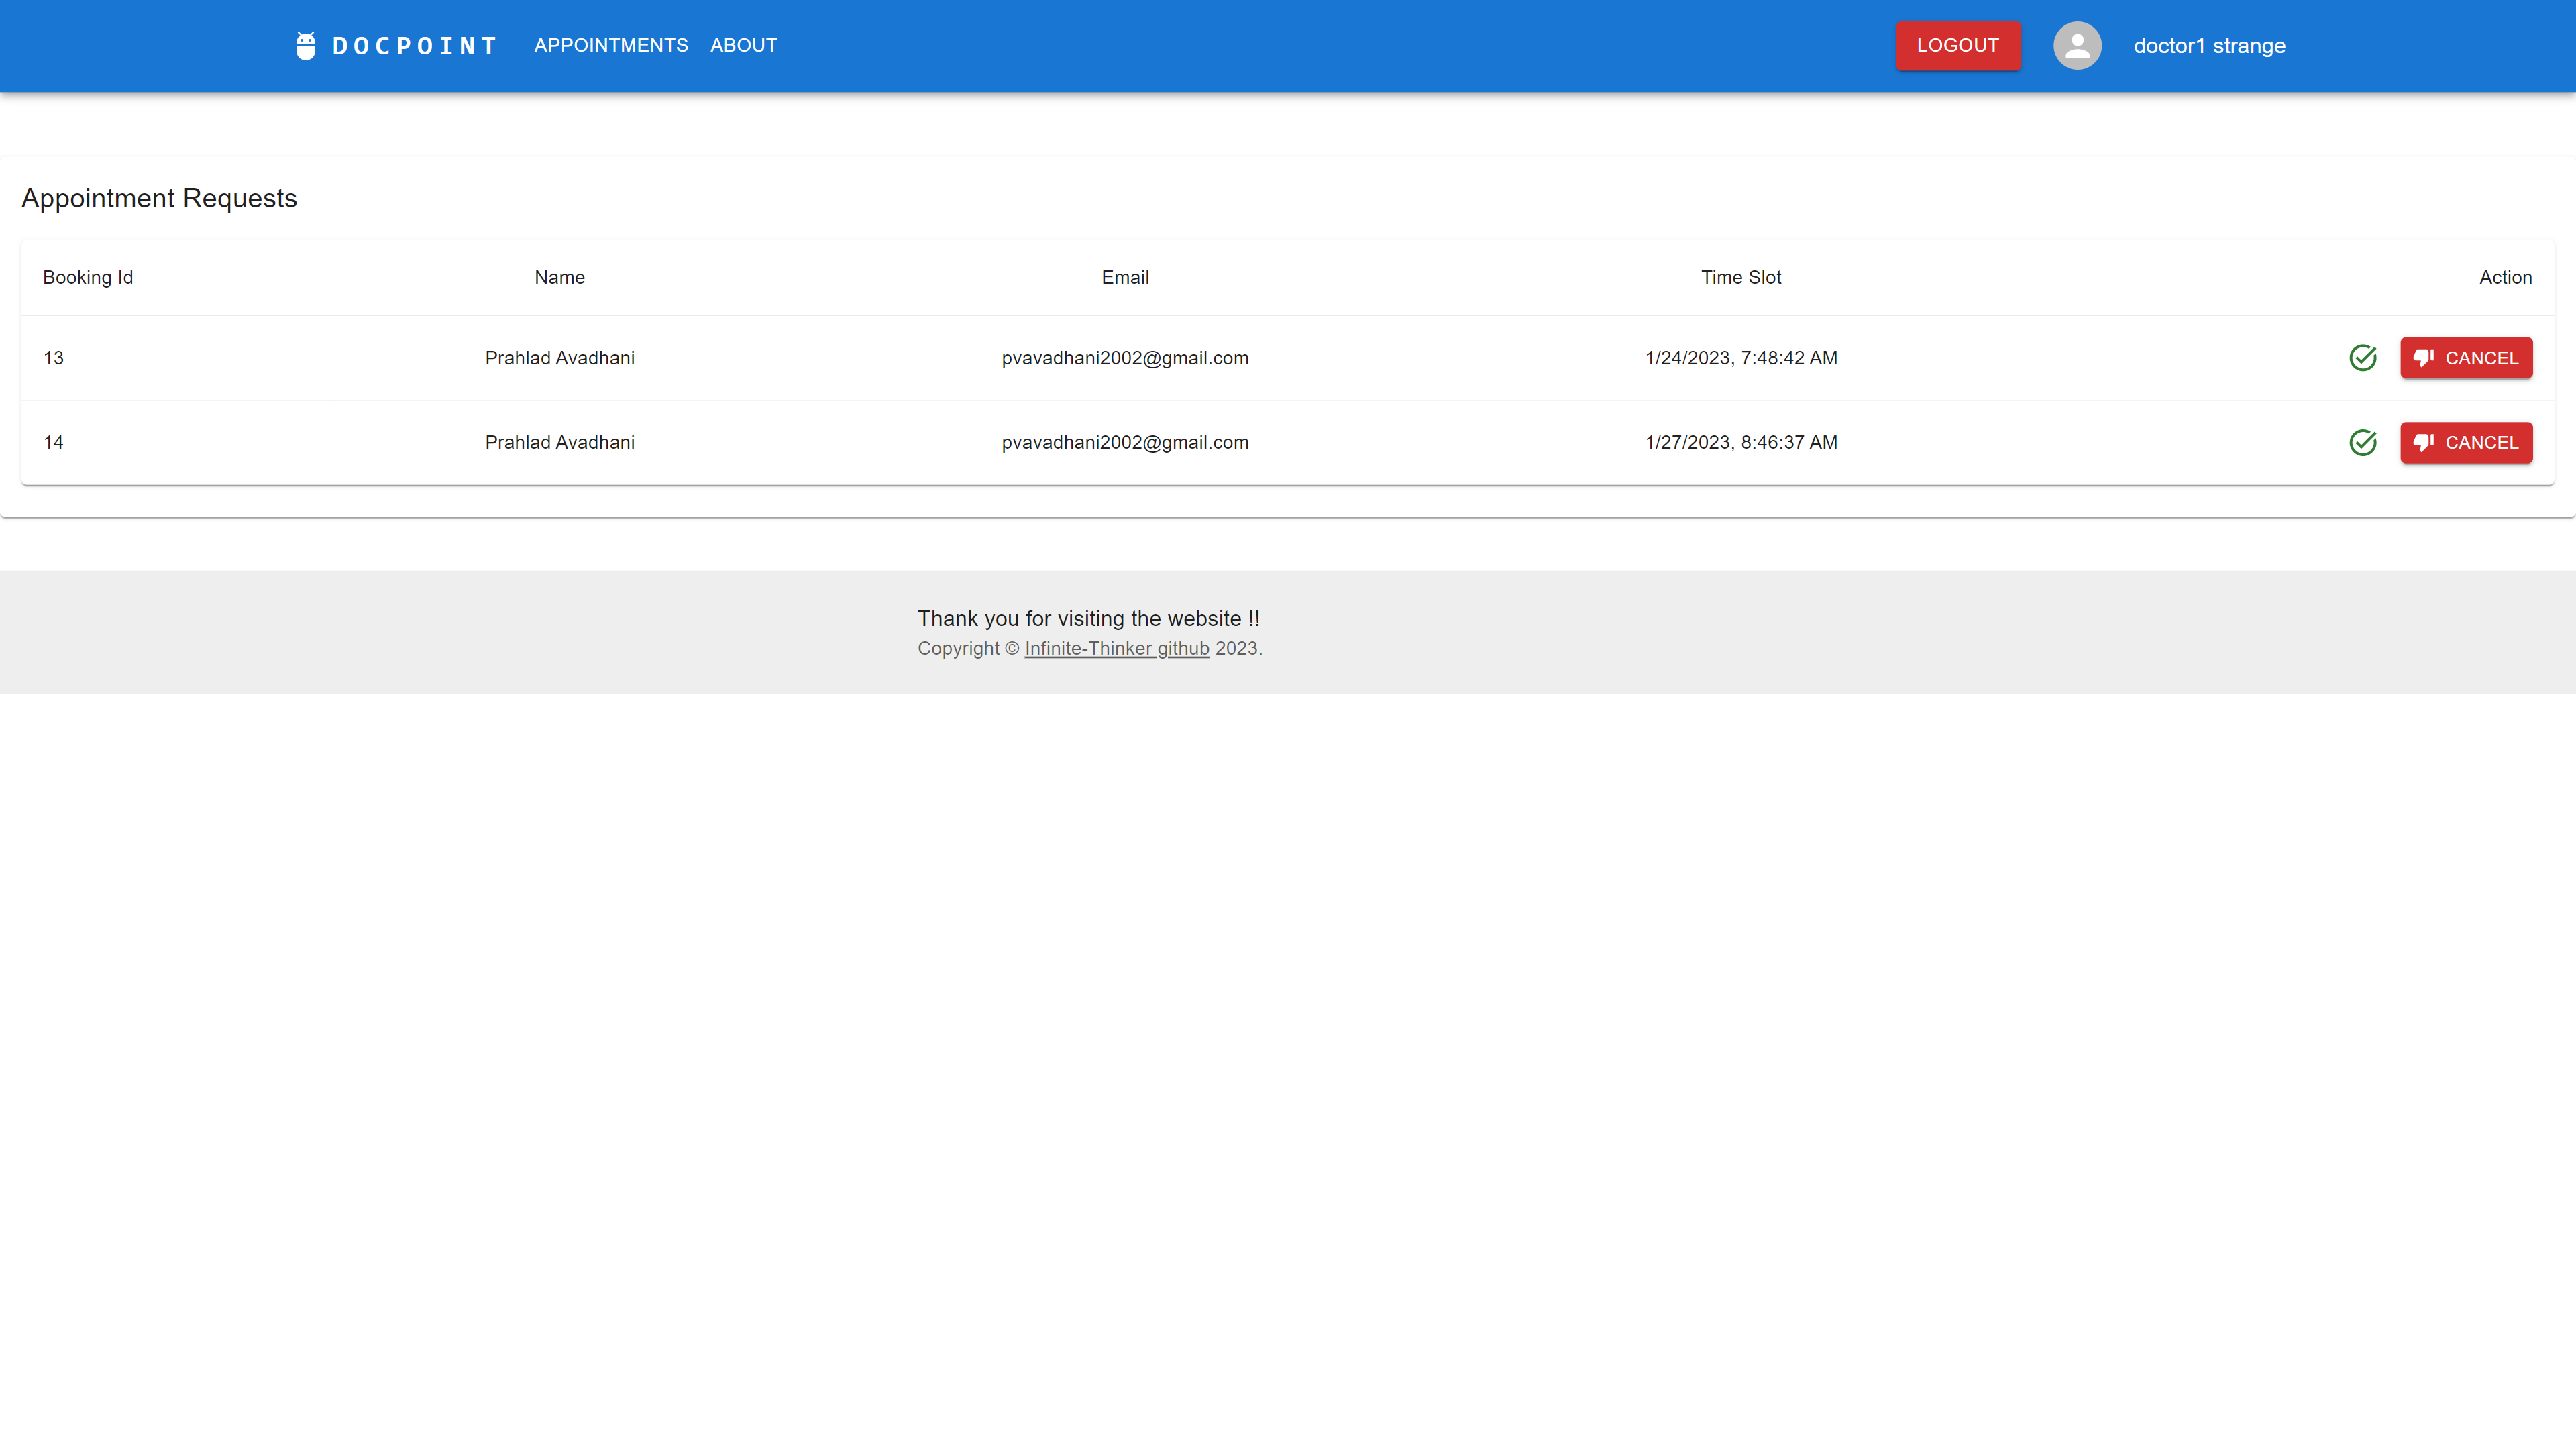 DOCPOINT APPOINTMENTS ABOUT LOGOUT doctor1 strange
Appointment Requests
Booking Id Name Email Time Slot Action
13 Prahlad Avadhani pvavadhani2002@gmail.com 1/24/2023, 7:48:42 AM CANCEL
14 Prahlad Avadhani pvavadhani2002@gmail.com 1/27/2023, 8:46:37 AM CANCEL
Thank you for visiting the website !!
Copyright © Infinite-Thinker github 2023.